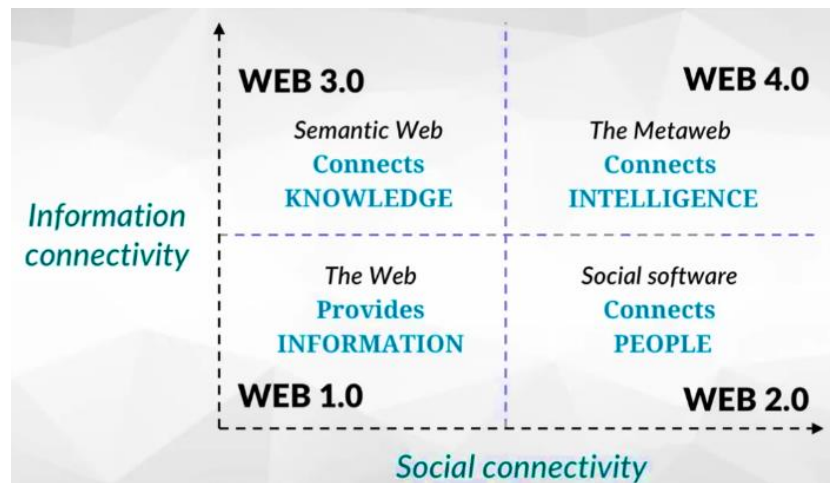 WEB 3.0
Semantic Web
Connects
KNOWLEDGE
WEB 4.0
The Metaweb
Connects
INTELLIGENCE
Information
connectivity
The Web
Provides
INFORMATION
WEB 1.0
Social software
Connects
PEOPLE
WEB 2.0
Social connectivity